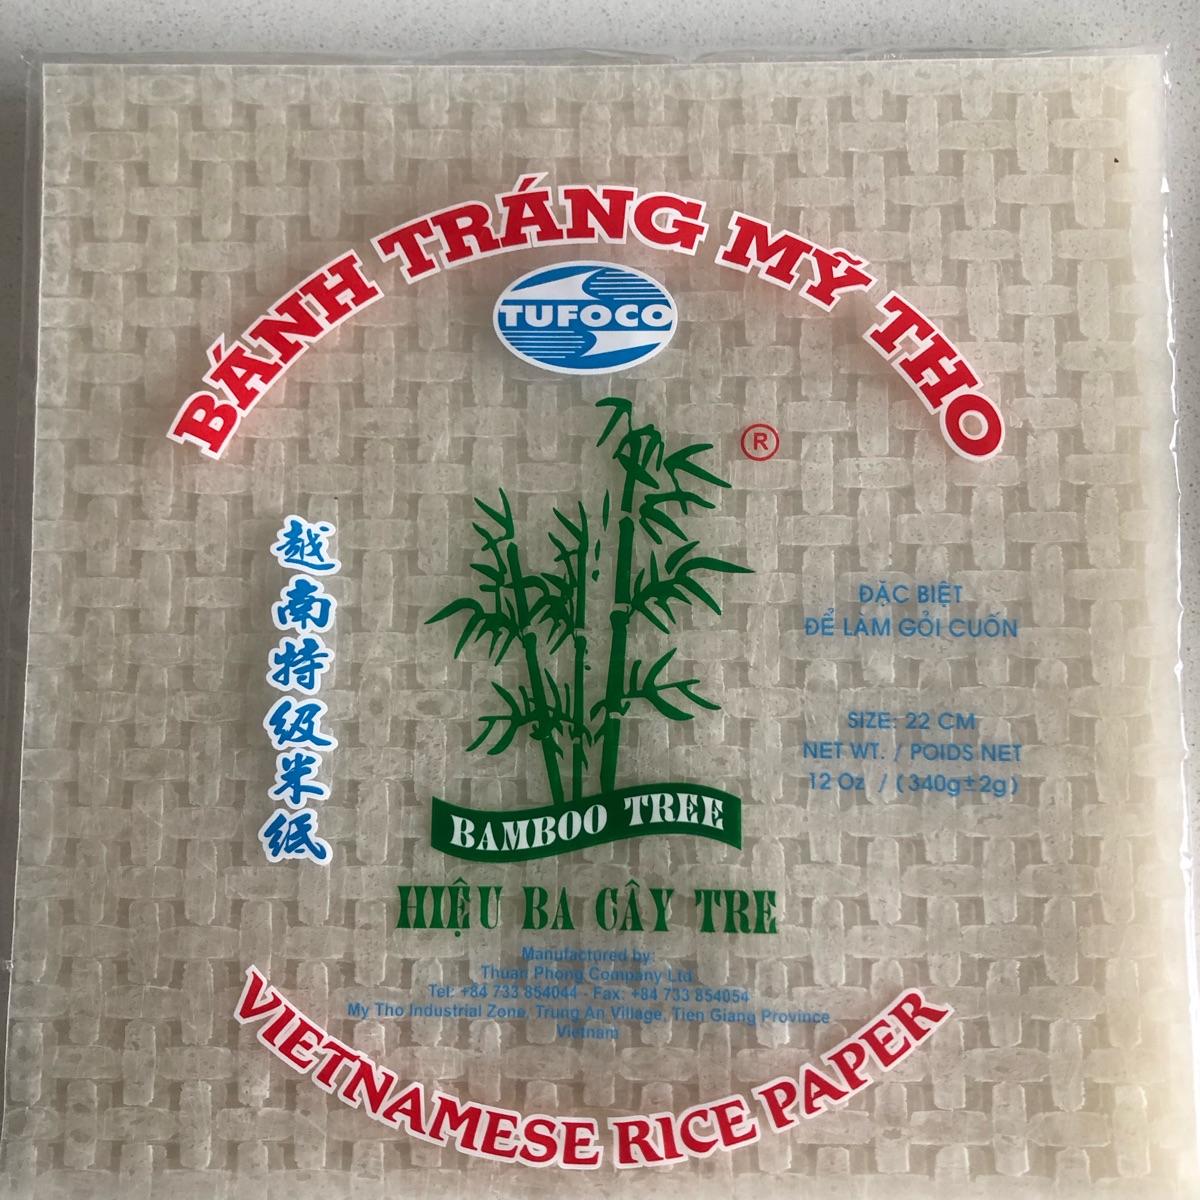 BÁNH TRÁNG MỸ THO
TUFOCO
®
越南特级米纸
ĐẶC BIỆT
ĐỂ LÀM GỎI CUỐN
SIZE: 22 CM
NET WT. / POIDS NET
12 Oz / (340g±2g)
BAMBOO TREE
HIỆU BA CÂY TRE
Manufactured by:
Thuan Phong Company Ltd
Tel: +84 733 854044 - Fax: +84 733 854054
My Tho Industrial Zone, Trung An Village, Tien Giang Province
Vietnam
VIETNAMESE RICE PAPER